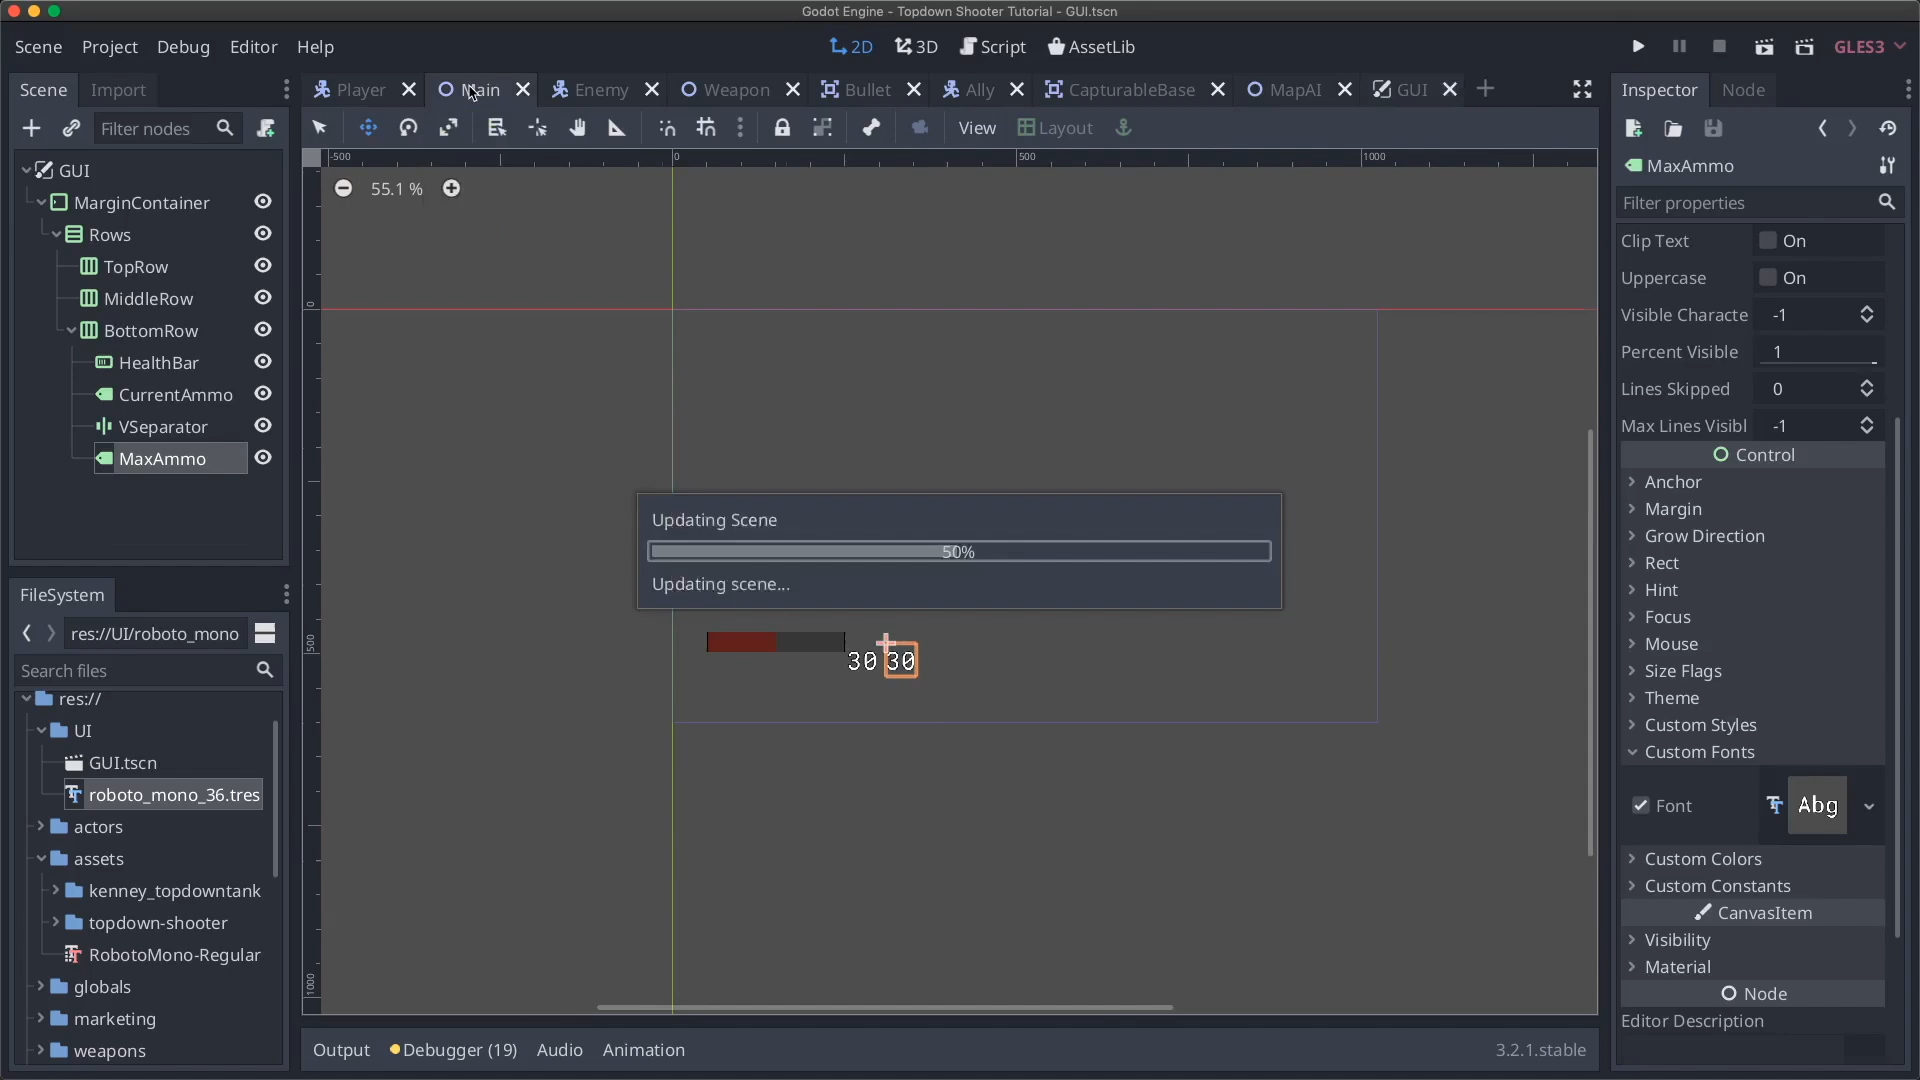 Godot Engine - Topdown Shooter Tutorial - GUI.tscn
Scene Project Debug Editor Help
2D 3D Script AssetLib
GLES3
Scene Import
Player Main Enemy Weapon Bullet Ally CapturableBase MapAI GUI
Inspector Node
Filter nodes
View Layout
-500 0 500 1000
55.1 %
GUI
MarginContainer
Rows
TopRow
MiddleRow
BottomRow
HealthBar
CurrentAmmo
VSeparator
MaxAmmo
0
500
1000
Updating Scene
50%
Updating scene...
30 30
FileSystem
res://UI/roboto_mono
Search files
res://
UI
GUI.tscn
roboto_mono_36.tres
actors
assets
kenney_topdowntank
topdown-shooter
RobotoMono-Regular
globals
marketing
weapons
Output Debugger (19) Audio Animation
3.2.1.stable
MaxAmmo
Filter properties
Clip Text On
Uppercase On
Visible Characte -1
Percent Visible 1
Lines Skipped 0
Max Lines Visibl -1
Control
Anchor
Margin
Grow Direction
Rect
Hint
Focus
Mouse
Size Flags
Theme
Custom Styles
Custom Fonts
Font Abg
Custom Colors
Custom Constants
CanvasItem
Visibility
Material
Node
Editor Description